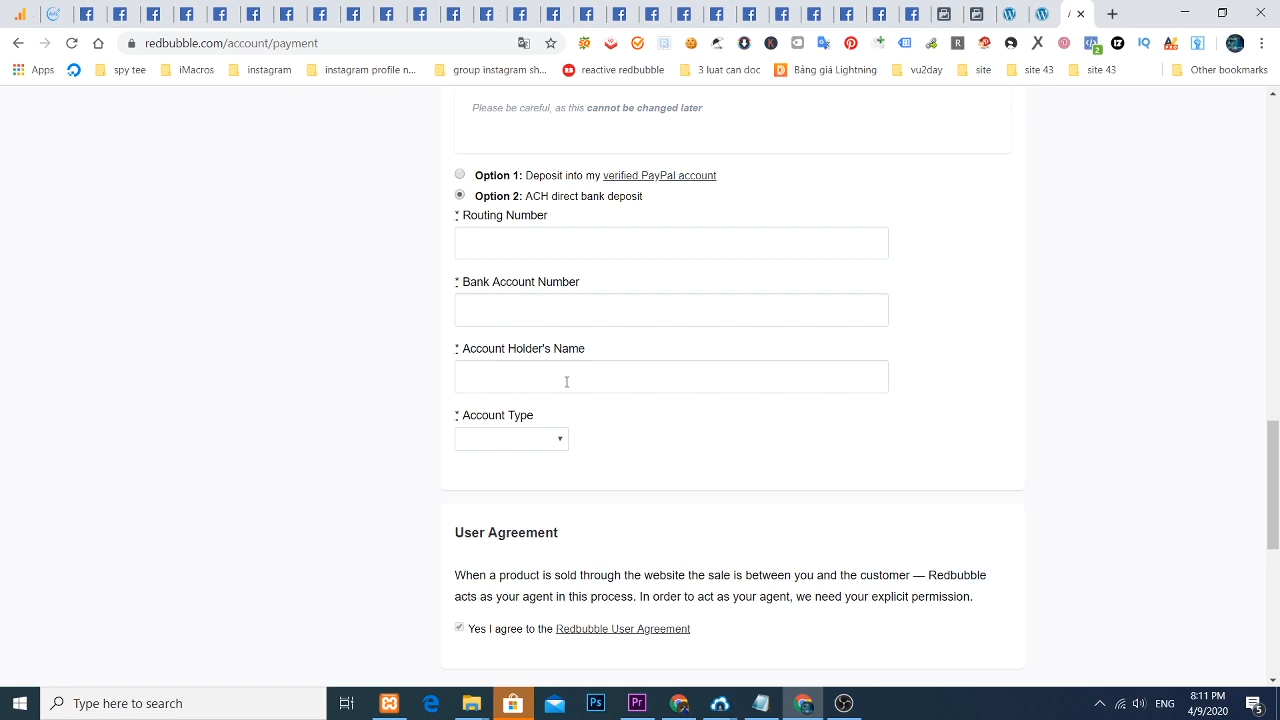 redbubble.com/account/payment
Apps
spy tee
iMacros
instagram
instagram profile n...
group instagram sh...
reactive redbubble
3 luat can doc
Bảng giá Lightning
vu2day
site
site 43
site 43
Other bookmarks
Please be careful, as this cannot be changed later
Option 1: Deposit into my verified PayPal account
Option 2: ACH direct bank deposit
* Routing Number
* Bank Account Number
* Account Holder's Name
* Account Type
User Agreement
When a product is sold through the website the sale is between you and the customer — Redbubble
acts as your agent in this process. In order to act as your agent, we need your explicit permission.
Yes I agree to the Redbubble User Agreement
Type here to search
ENG
8:11 PM
4/9/2020
5